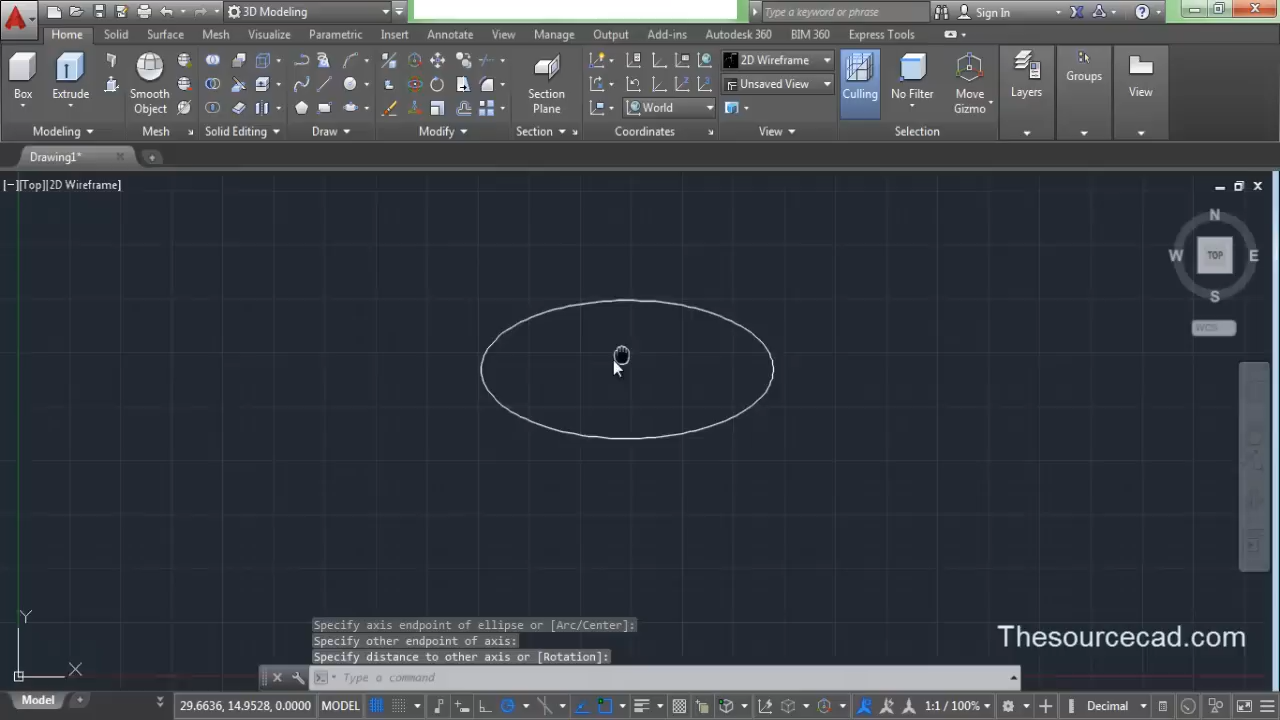 3D Modeling
Type a keyword or phrase
Sign In
Home Solid Surface Mesh Visualize Parametric Insert Annotate View Manage Output Add-ins Autodesk 360 BIM 360 Express Tools
Box
Extrude
Smooth
Object
Section
Plane
World
2D Wireframe
Unsaved View
Culling
No Filter
Move
Gizmo
Layers
Groups
View
Modeling Mesh Solid Editing Draw Modify Section Coordinates View Selection
Drawing1*
[−][Top][2D Wireframe]
N
W TOP E
S
WCS
Y
X
Specify axis endpoint of ellipse or [Arc/Center]:
Specify other endpoint of axis:
Specify distance to other axis or [Rotation]:
Type a command
Thesourcecad.com
Model
29.6636, 14.9528, 0.0000 MODEL 1:1 / 100% Decimal